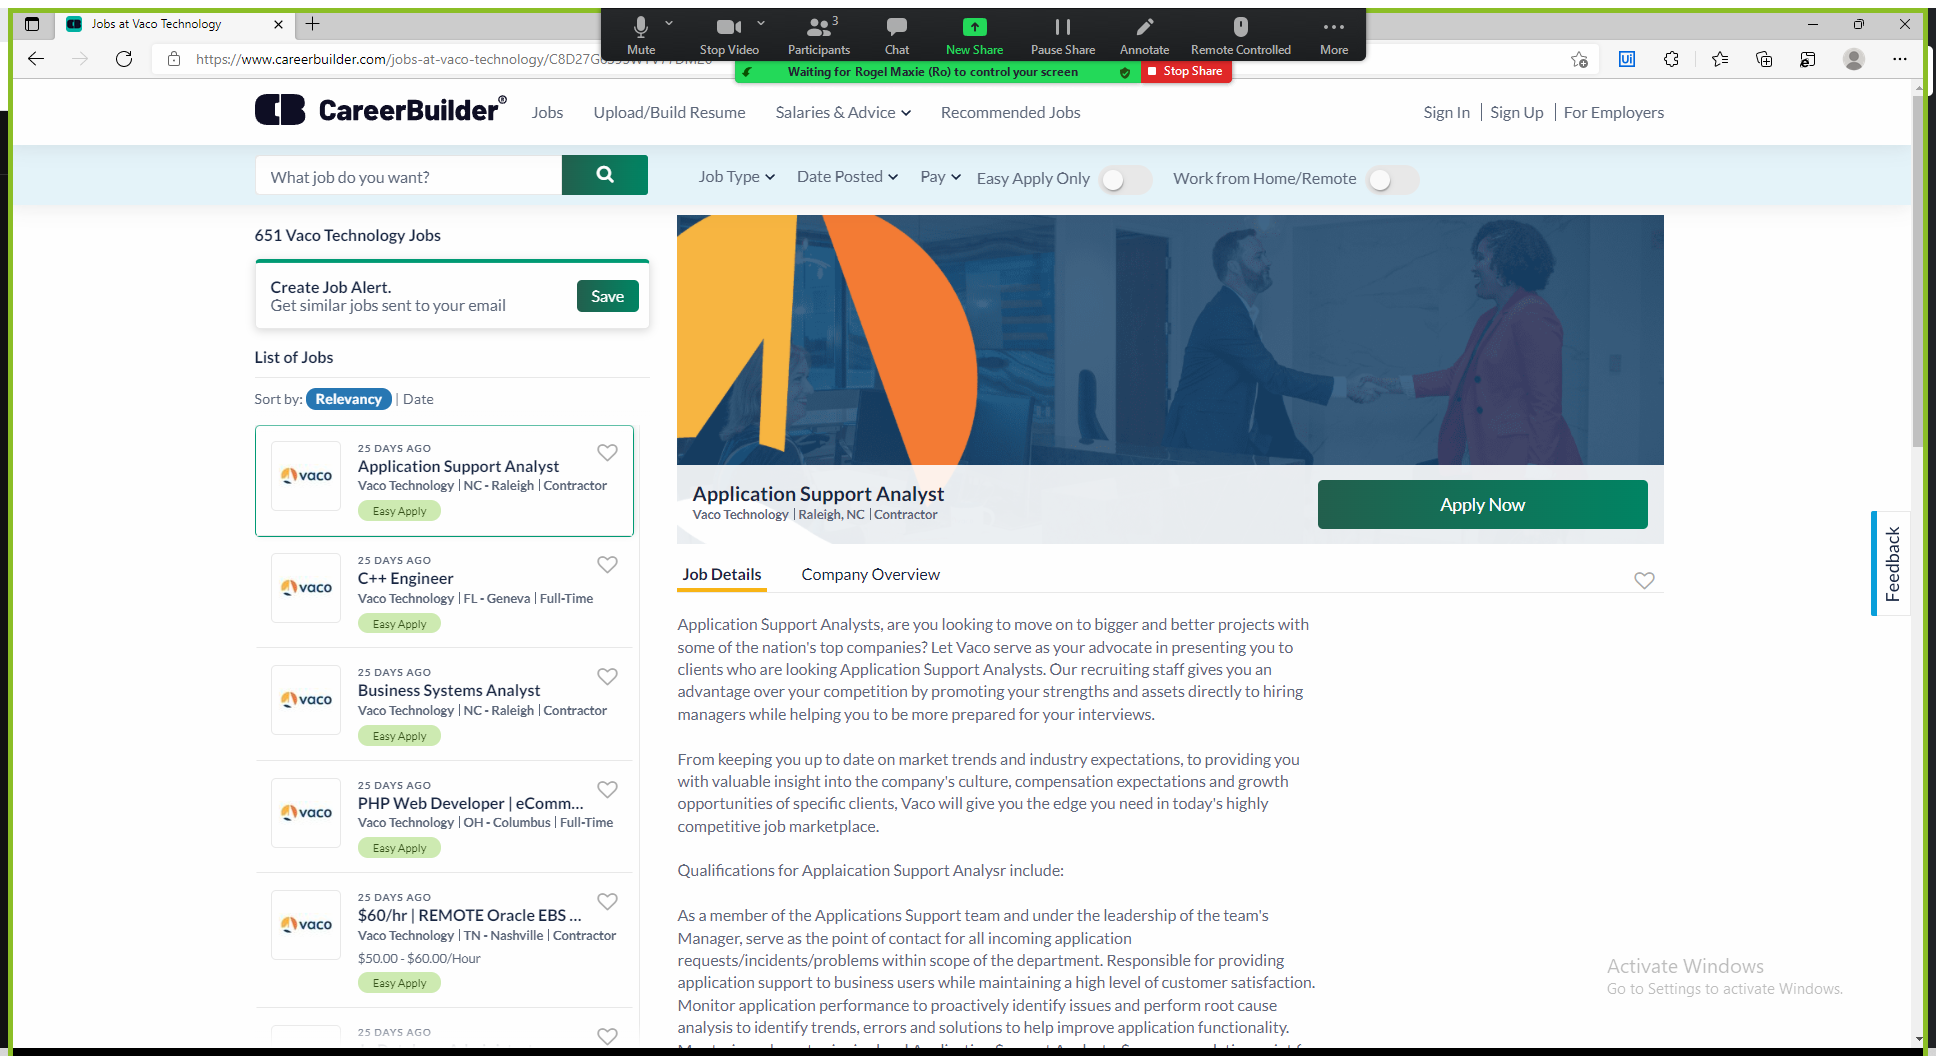 Jobs at Vaco Technology
Mute
Stop Video
3
Participants
Chat
New Share
Pause Share
Annotate
Remote Controlled
More
https://www.careerbuilder.com/jobs-at-vaco-technology/
Waiting for Rogel Maxie (Ro) to control your screen
Stop Share
CareerBuilder®
Jobs
Upload/Build Resume
Salaries & Advice
Recommended Jobs
Sign In
Sign Up
For Employers
What job do you want?
Job Type
Date Posted
Pay
Easy Apply Only
Work from Home/Remote
651 Vaco Technology Jobs
Create Job Alert.
Get similar jobs sent to your email
Save
List of Jobs
Sort by: Relevancy | Date
vaco
25 DAYS AGO
Application Support Analyst
Vaco Technology | NC - Raleigh | Contractor
Easy Apply
vaco
25 DAYS AGO
C++ Engineer
Vaco Technology | FL - Geneva | Full-Time
Easy Apply
vaco
25 DAYS AGO
Business Systems Analyst
Vaco Technology | NC - Raleigh | Contractor
Easy Apply
vaco
25 DAYS AGO
PHP Web Developer | eComm...
Vaco Technology | OH - Columbus | Full-Time
Easy Apply
vaco
25 DAYS AGO
$60/hr | REMOTE Oracle EBS ...
Vaco Technology | TN - Nashville | Contractor
$50.00 - $60.00/Hour
Easy Apply
25 DAYS AGO
Application Support Analyst
Vaco Technology | Raleigh, NC | Contractor
Apply Now
Job Details
Company Overview
Application Support Analysts, are you looking to move on to bigger and better projects with
some of the nation's top companies? Let Vaco serve as your advocate in presenting you to
clients who are looking Application Support Analysts. Our recruiting staff gives you an
advantage over your competition by promoting your strengths and assets directly to hiring
managers while helping you to be more prepared for your interviews.
From keeping you up to date on market trends and industry expectations, to providing you
with valuable insight into the company's culture, compensation expectations and growth
opportunities of specific clients, Vaco will give you the edge you need in today's highly
competitive job marketplace.
Qualifications for Applaication Support Analysr include:
As a member of the Applications Support team and under the leadership of the team's
Manager, serve as the point of contact for all incoming application
requests/incidents/problems within scope of the department. Responsible for providing
application support to business users while maintaining a high level of customer satisfaction.
Monitor application performance to proactively identify issues and perform root cause
analysis to identify trends, errors and solutions to help improve application functionality.
Feedback
Activate Windows
Go to Settings to activate Windows.